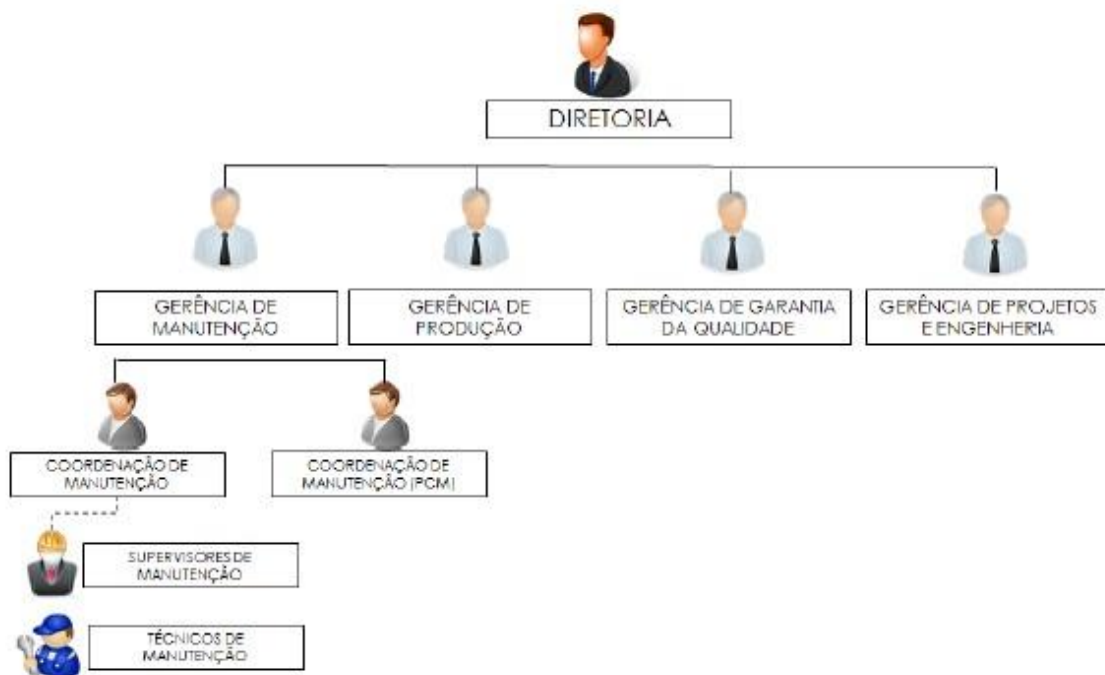 DIRETORIA
GERÊNCIA DE
MANUTENÇÃO
GERÊNCIA DE
PRODUÇÃO
GERÊNCIA DE GARANTIA
DA QUALIDADE
GERÊNCIA DE PROJETOS
E ENGENHERIA
COORDENAÇÃO DE
MANUTENÇÃO
COORDENAÇÃO DE
MANUTENÇÃO (PCM)
SUPERVISORES DE
MANUTENÇÃO
TÉCNICOS DE
MANUTENÇÃO